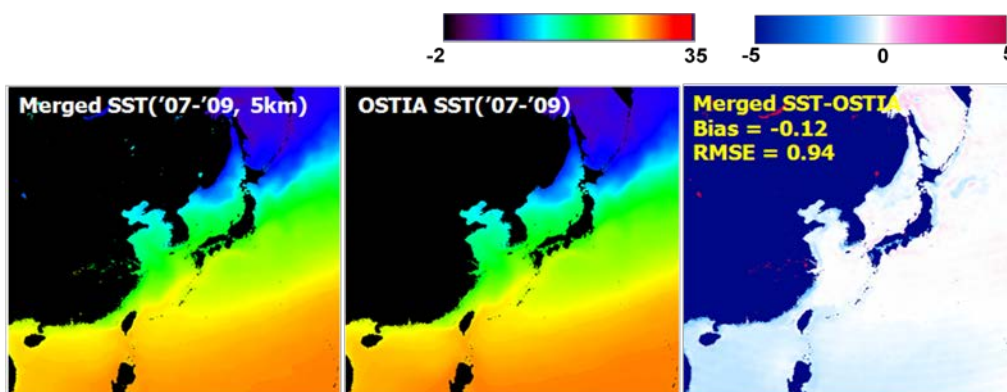 -2
35
-5
0
5
Merged SST('07-'09, 5km)
OSTIA SST('07-'09)
Merged SST-OSTIA
Bias = -0.12
RMSE = 0.94